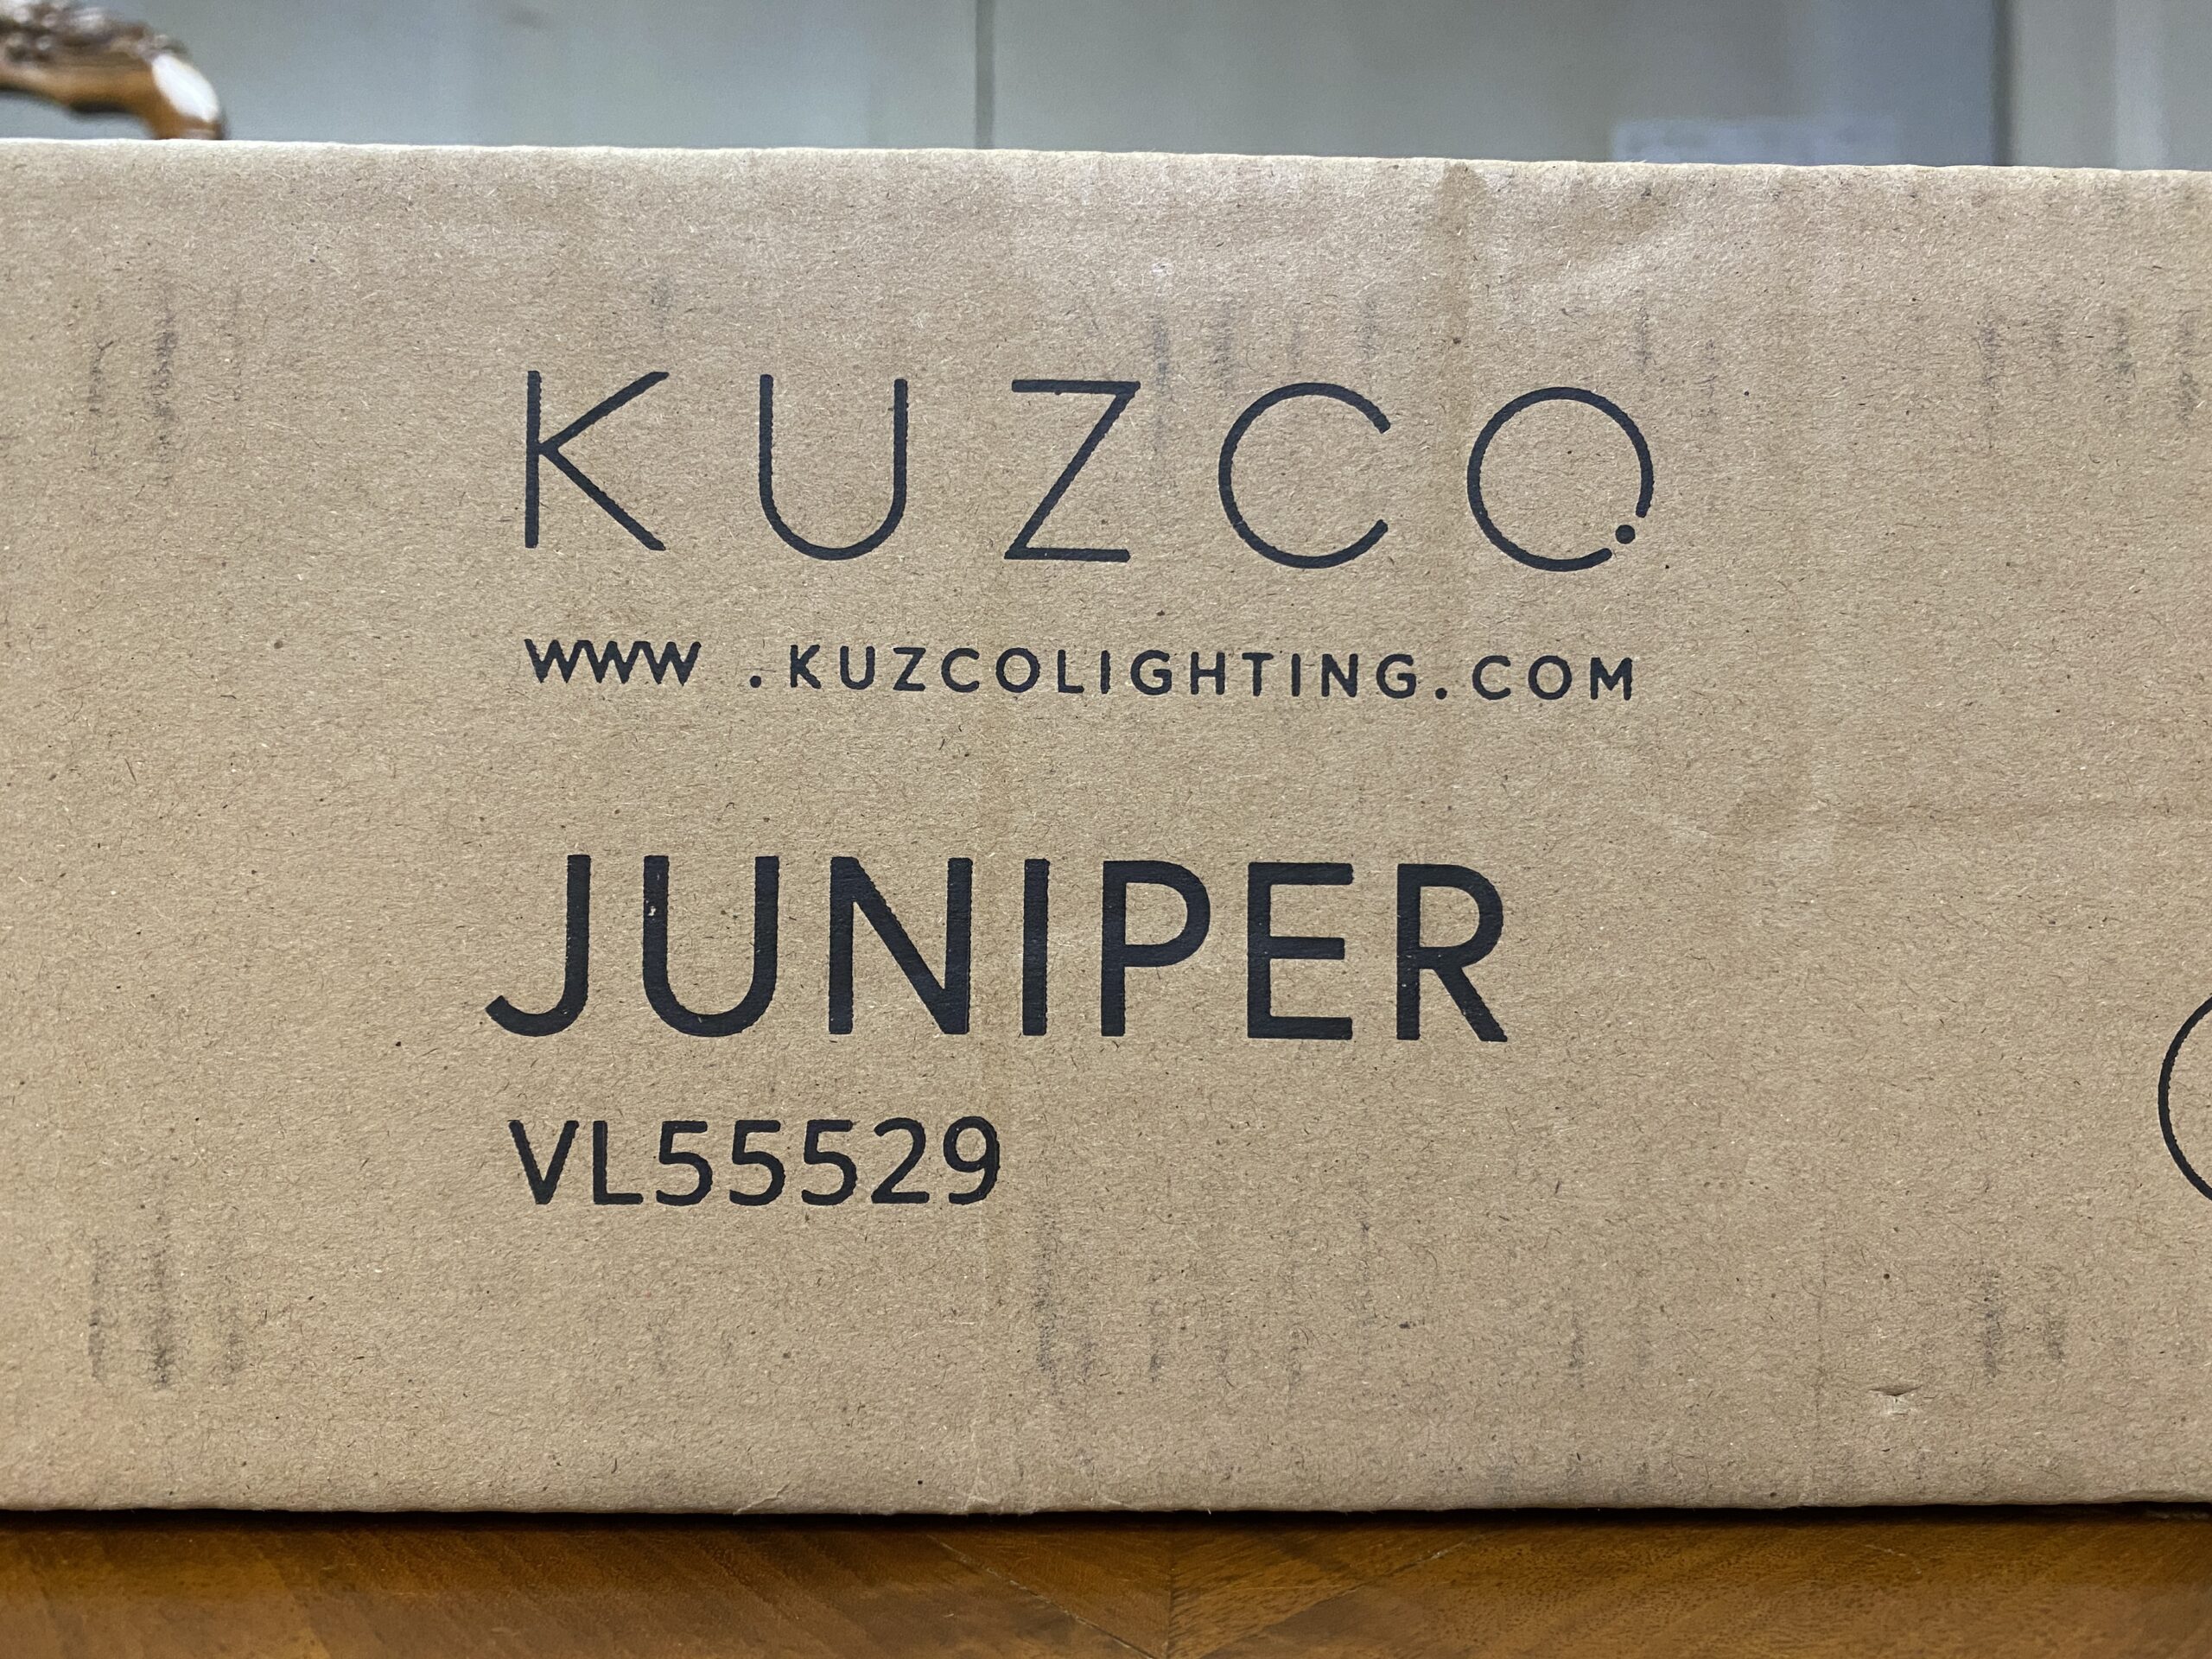 KUZCO
WWW .KUZCOLIGHTING.COM
JUNIPER
VL55529